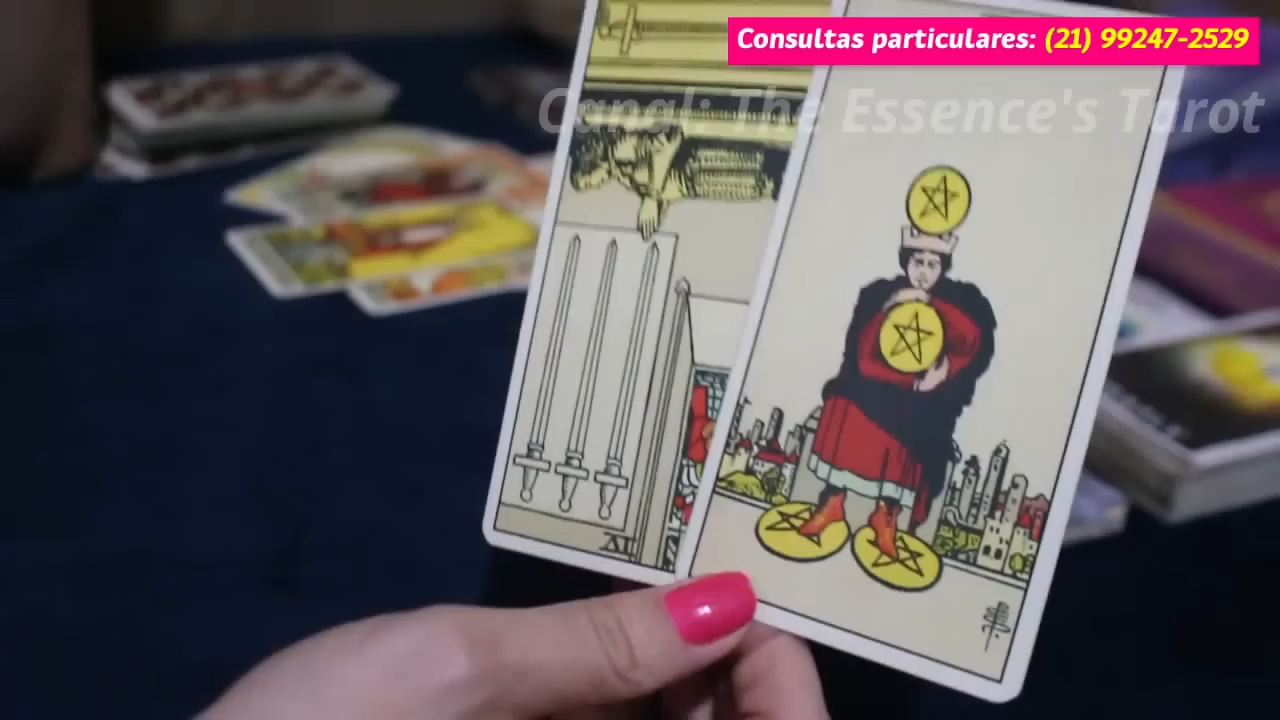 Consultas particulares: (21) 99247-2529
Canal: The Essence's Tarot
IV